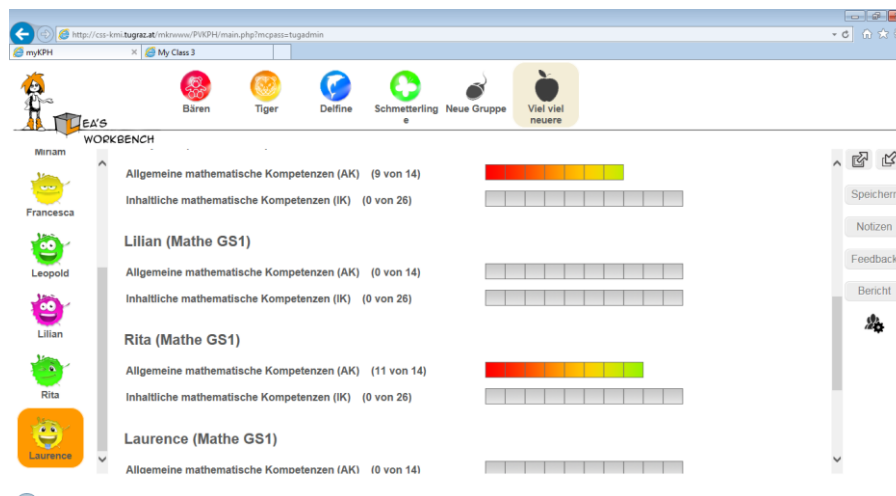 http://css-kmi.tugraz.at/mkrwww/PVKPH/main.php?mcpass=tugadmin
myKPH
My Class 3
LEA'S
WORKBENCH
Bären
Tiger
Delfine
Schmetterling
e
Neue Gruppe
Viel viel
neuere
Miriam
Francesca
Leopold
Lilian
Rita
Laurence
Allgemeine mathematische Kompetenzen (AK) (9 von 14)
Inhaltliche mathematische Kompetenzen (IK) (0 von 26)
Lilian (Mathe GS1)
Allgemeine mathematische Kompetenzen (AK) (0 von 14)
Inhaltliche mathematische Kompetenzen (IK) (0 von 26)
Rita (Mathe GS1)
Allgemeine mathematische Kompetenzen (AK) (11 von 14)
Inhaltliche mathematische Kompetenzen (IK) (0 von 26)
Laurence (Mathe GS1)
Allgemeine mathematische Kompetenzen (AK) (0 von 14)
Speichern
Notizen
Feedback
Bericht